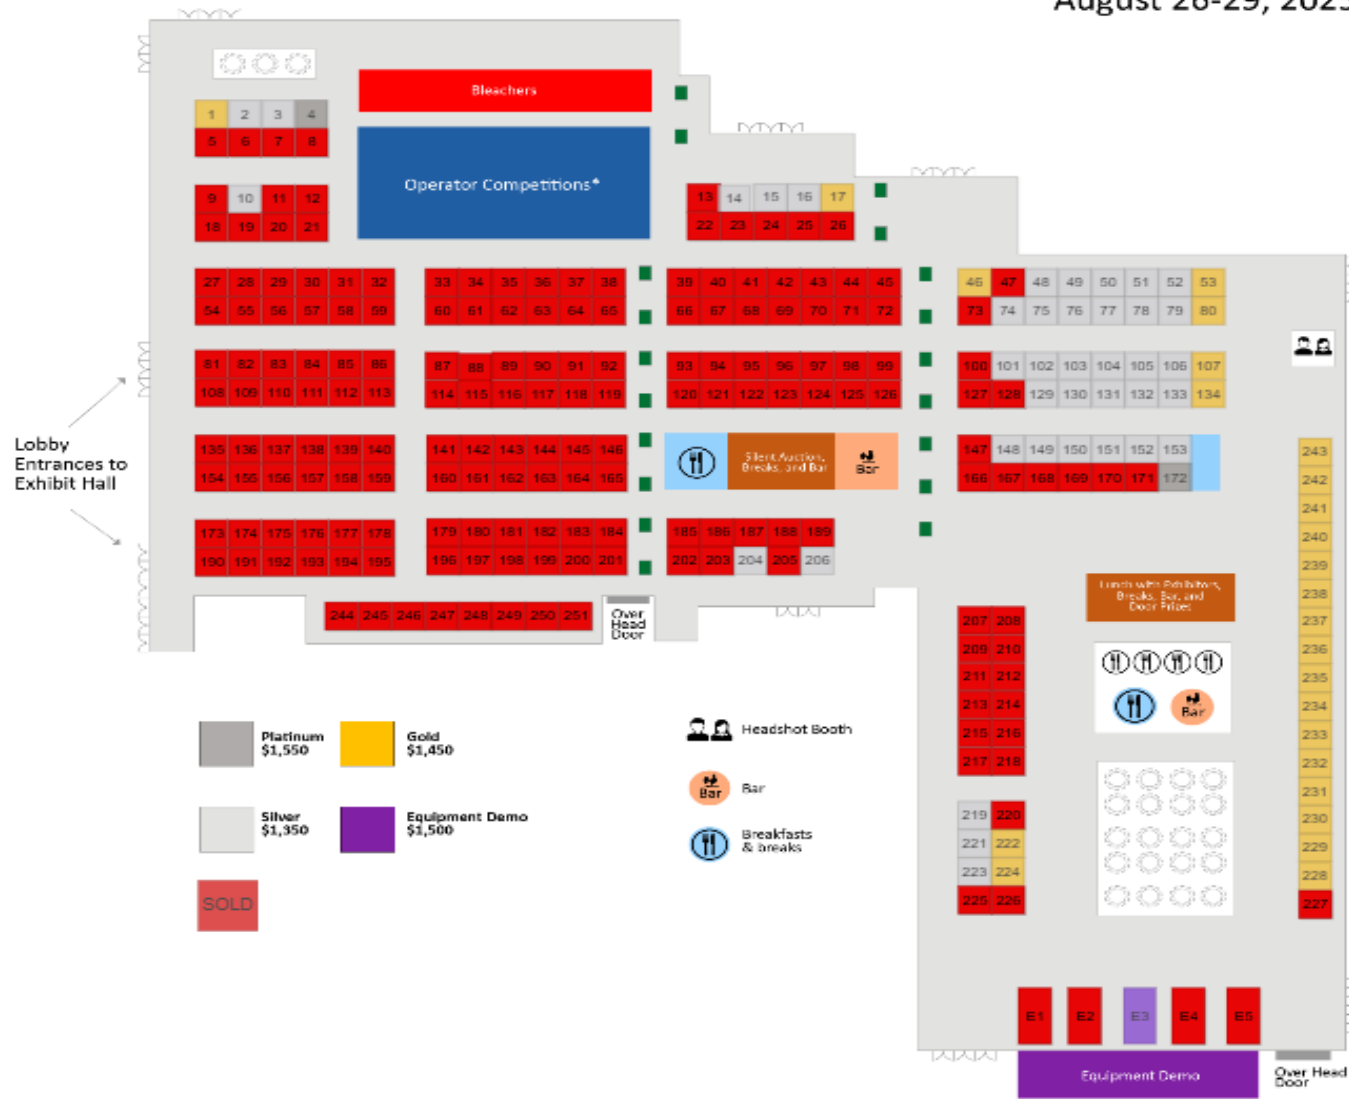 August 26-29, 202
Bleachers
1 2 3 4
5 6 7 8
Operator Competitions*
9 10 11 12
18 19 20 21
13 14 15 16 17
22 23 24 25 26
27 28 29 30 31 32
54 55 56 57 58 59
33 34 35 36 37 38
60 61 62 63 64 65
39 40 41 42 43 44 45
66 67 68 69 70 71 72
46 47 48 49 50 51 52 53
73 74 75 76 77 78 79 80
81 82 83 84 85 86
108 109 110 111 112 113
87 88 89 90 91 92
114 115 116 117 118 119
93 94 95 96 97 98 99
120 121 122 123 124 125 126
100 101 102 103 104 105 106 107
127 128 129 130 131 132 133 134
Lobby
Entrances to
Exhibit Hall
135 136 137 138 139 140
154 155 156 157 158 159
141 142 143 144 145 146
160 161 162 163 164 165
Silent Auction,
Breaks, and Bar
Bar
147 148 149 150 151 152 153
166 167 168 169 170 171 172
173 174 175 176 177 178
190 191 192 193 194 195
179 180 181 182 183 184
196 197 198 199 200 201
185 186 187 188 189
202 203 204 205 206
244 245 246 247 248 249 250 251
Over
Head
Door
243
242
241
240
239
238
237
236
235
234
233
232
231
230
229
228
227
Lunch with Exhibitors,
Breaks, Bar, and
Door Prizes
Bar
207 208
209 210
211 212
213 214
215 216
217 218
219 220
221 222
223 224
225 226
Platinum
$1,550
Gold
$1,450
Silver
$1,350
Equipment Demo
$1,500
SOLD
Headshot Booth
Bar
Bar
Breakfasts
& breaks
E1 E2 E3 E4 E5
Equipment Demo
Over Head
Door